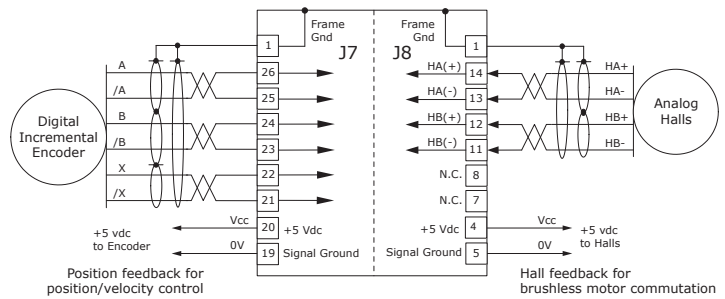 Frame Gnd
Frame Gnd
J7
J8
1
1
A
26
HA(+)
14
HA+
/A
25
HA(-)
13
HA-
Digital Incremental Encoder
B
24
HB(+)
12
HB+
Analog Halls
/B
23
HB(-)
11
HB-
X
22
N.C.
8
/X
21
N.C.
7
+5 vdc to Encoder
Vcc
20
+5 Vdc
+5 Vdc
4
Vcc
+5 vdc to Halls
0V
19
Signal Ground
Signal Ground
5
0V
Position feedback for
position/velocity control
Hall feedback for
brushless motor commutation